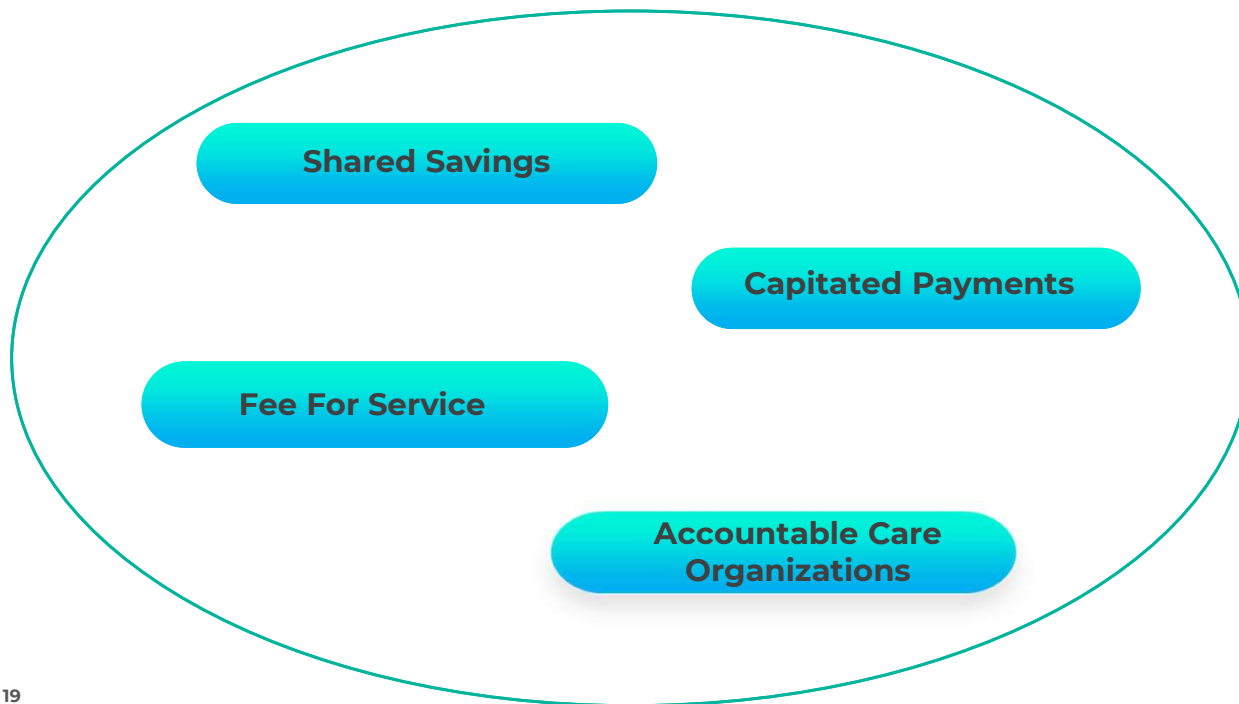 Shared Savings
Capitated Payments
Fee For Service
Accountable Care
Organizations
19